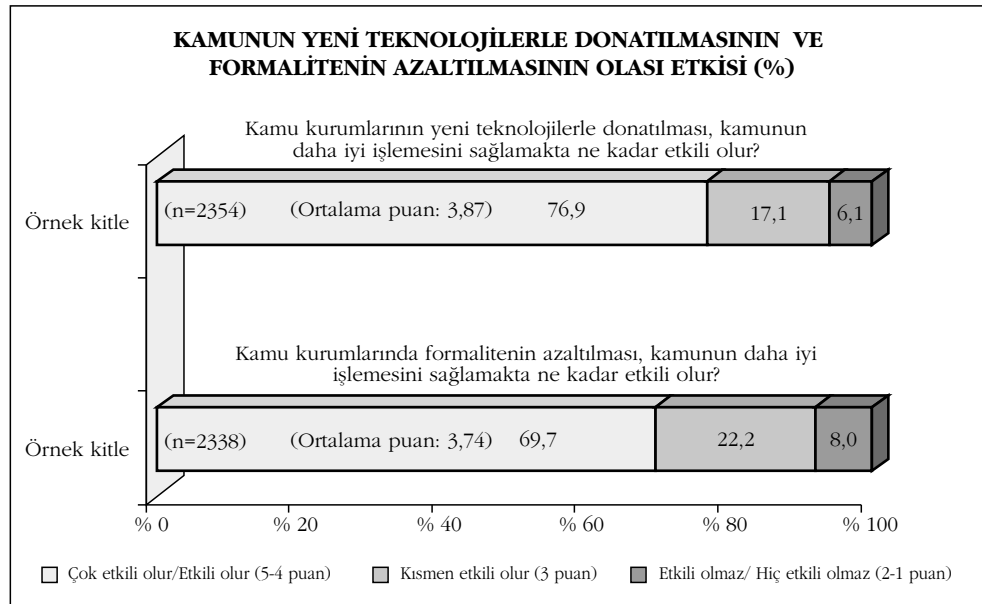 KAMUNUN YENİ TEKNOLOJİLERLE DONATILMASININ VE
FORMALİTENİN AZALTILMASININ OLASI ETKİSİ (%)
Kamu kurumlarının yeni teknolojilerle donatılması, kamunun
daha iyi işlemesini sağlamakta ne kadar etkili olur?
Örnek kitle (n=2354) (Ortalama puan: 3,87) 76,9 17,1 6,1
Kamu kurumlarında formalitenin azaltılması, kamunun daha iyi
işlemesini sağlamakta ne kadar etkili olur?
Örnek kitle (n=2338) (Ortalama puan: 3,74) 69,7 22,2 8,0
% 0 % 20 % 40 % 60 % 80 % 100
Çok etkili olur/Etkili olur (5-4 puan) Kısmen etkili olur (3 puan) Etkili olmaz/ Hiç etkili olmaz (2-1 puan)